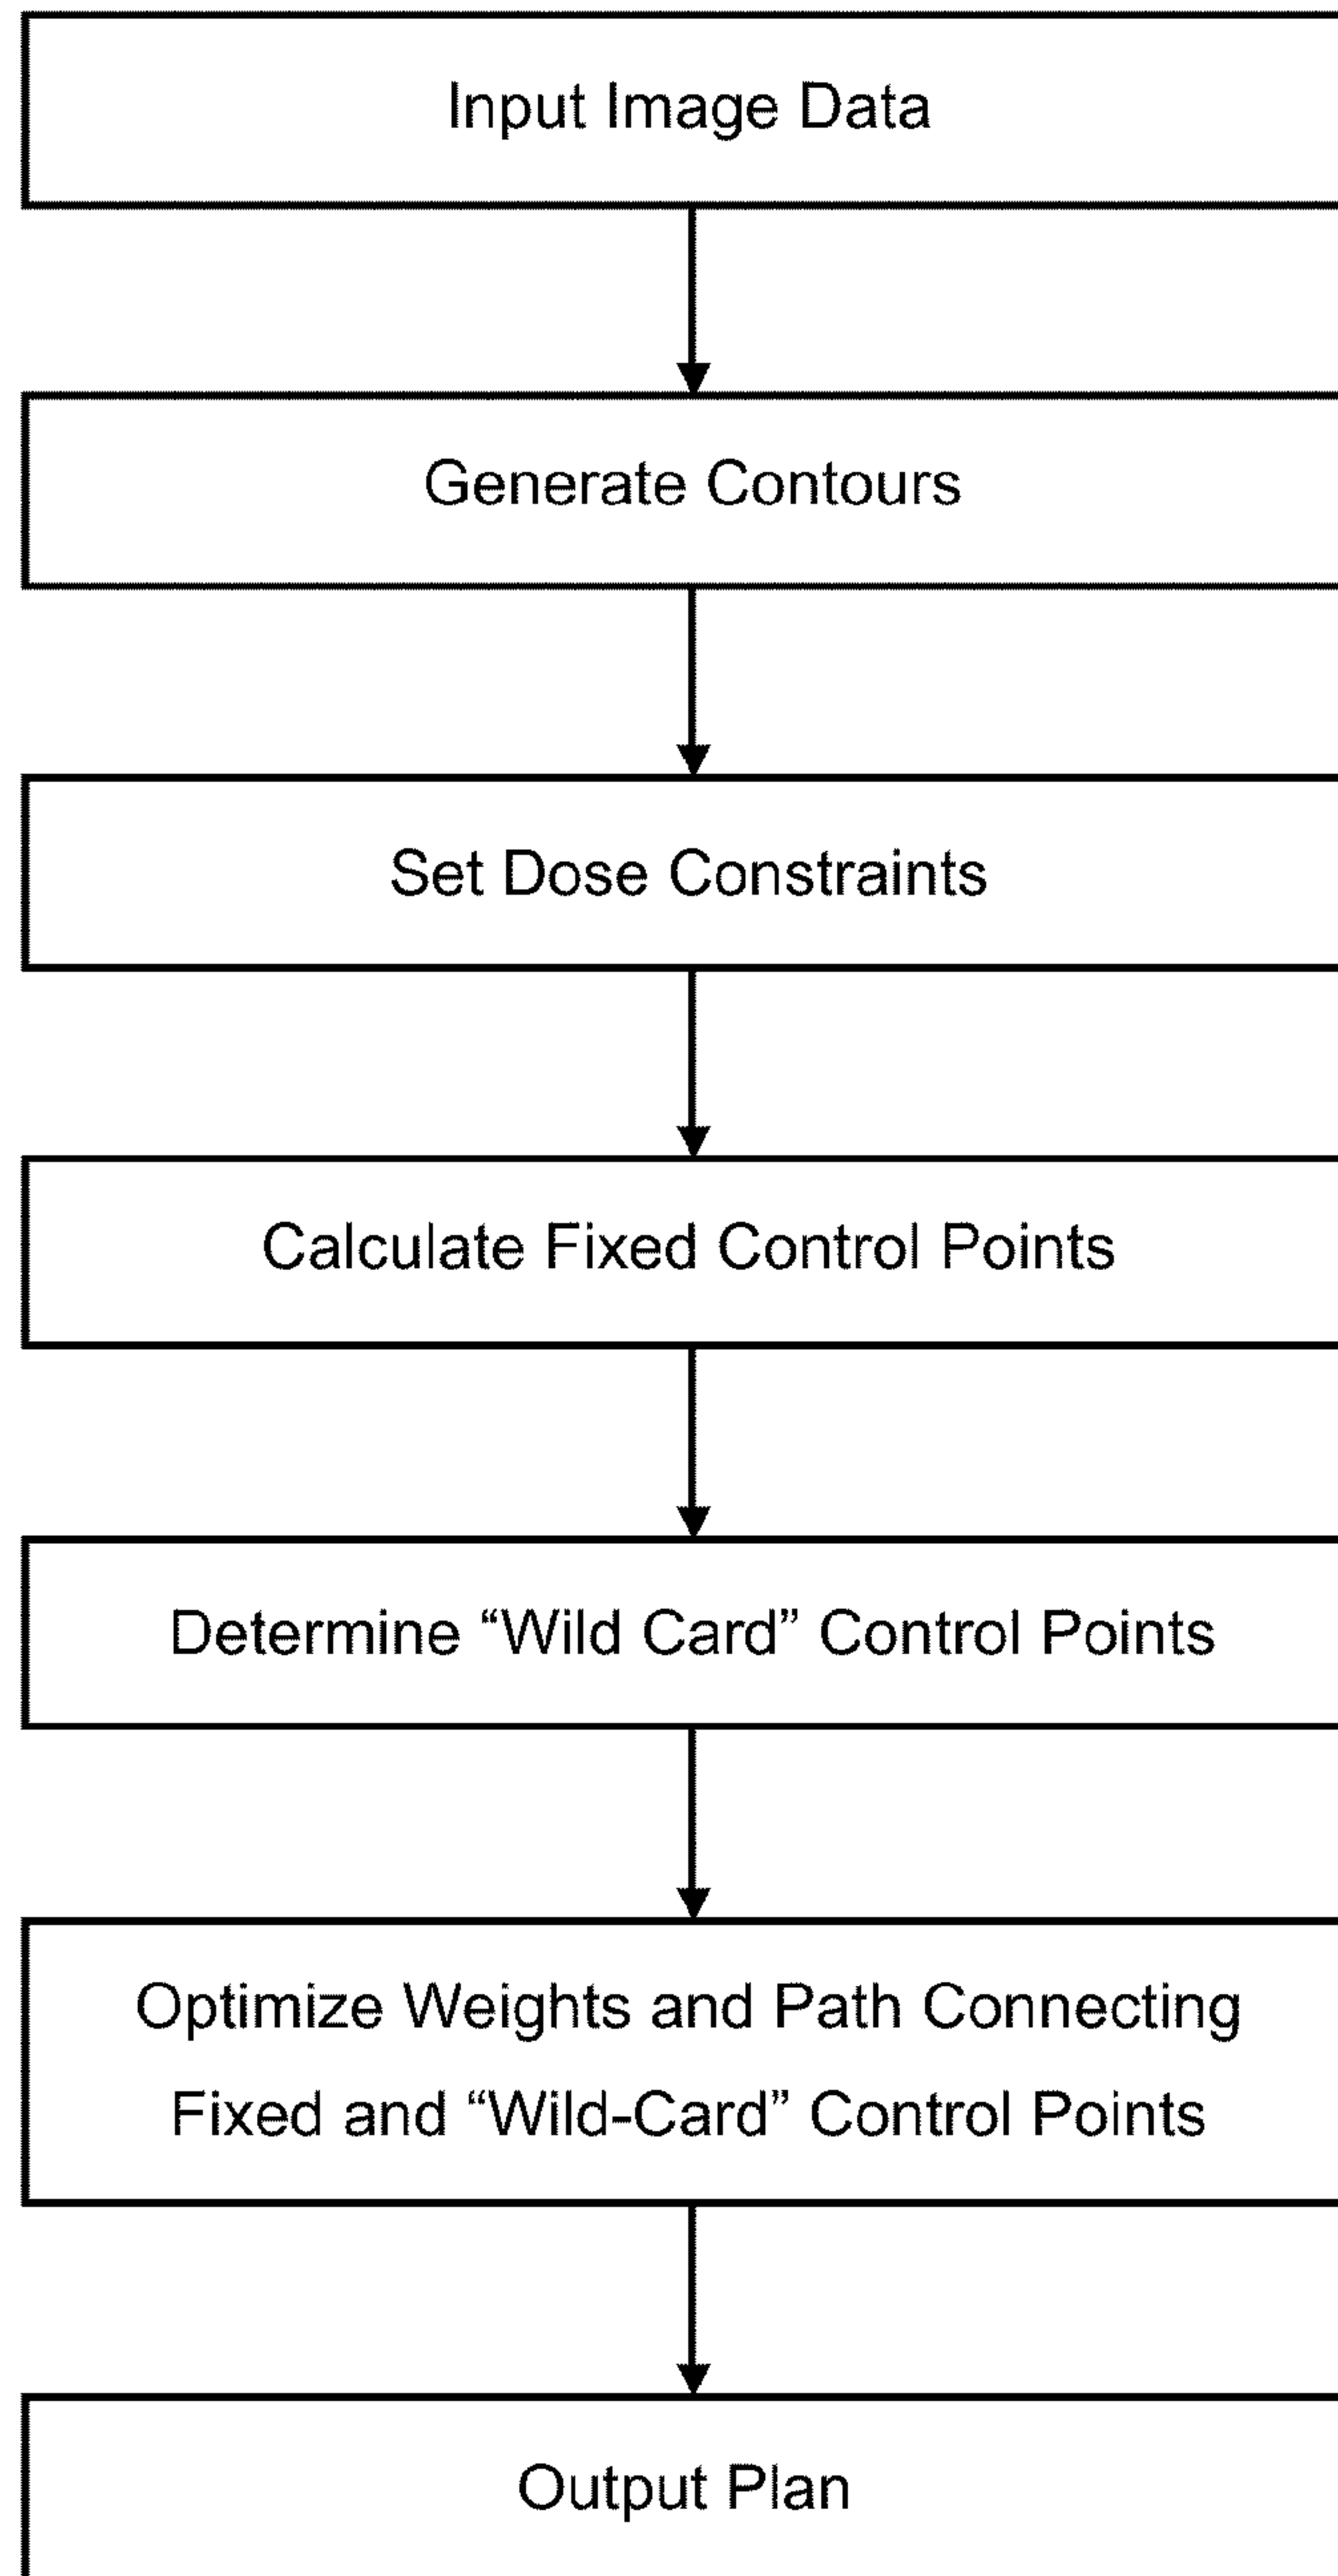 Input Image Data
Generate Contours
Set Dose Constraints
Calculate Fixed Control Points
Determine “Wild Card” Control Points
Optimize Weights and Path Connecting
Fixed and “Wild-Card” Control Points
Output Plan